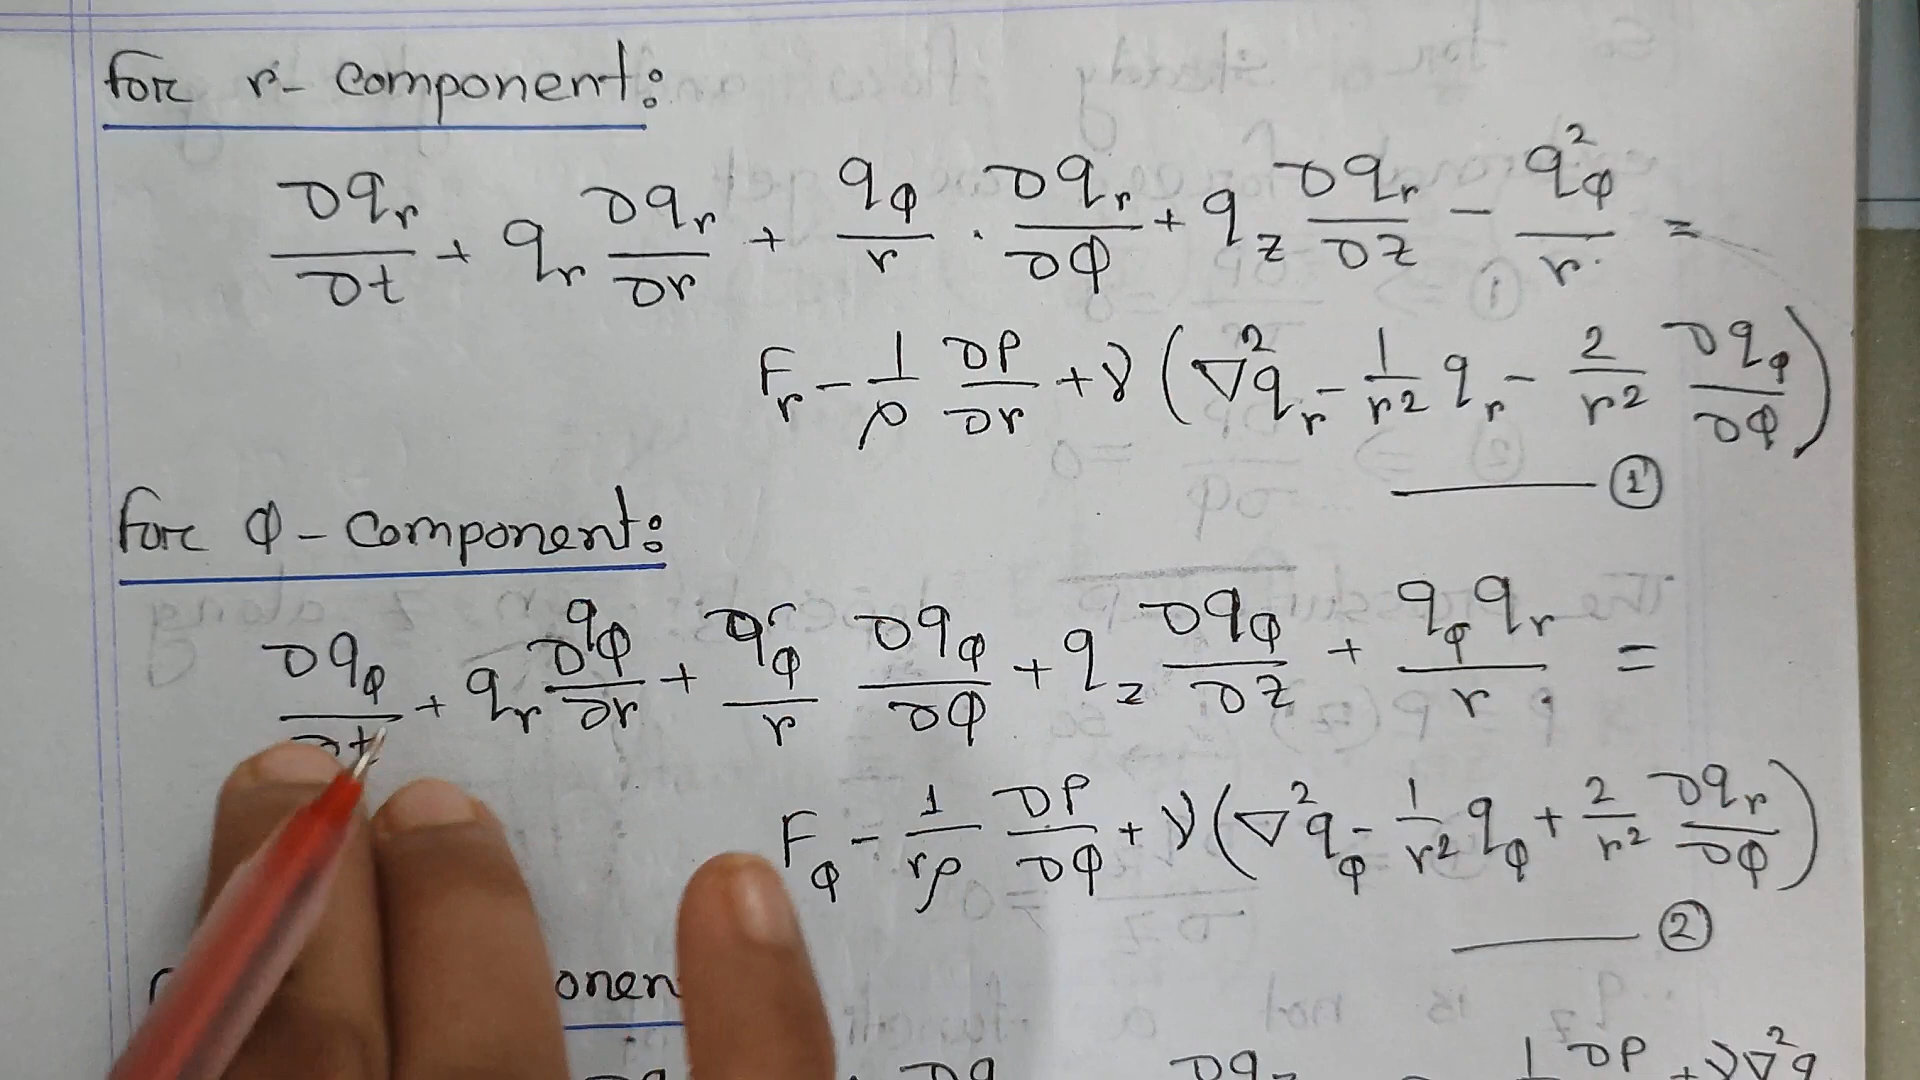 For r- component:
∂q_r/∂t + q_r ∂q_r/∂r + q_φ/r · ∂q_r/∂φ + q_z ∂q_r/∂z - q_φ²/r =
F_r - 1/ρ ∂P/∂r + ν (∇²q_r - 1/r² q_r - 2/r² ∂q_φ/∂φ)
——— ①
For φ- component:
∂q_φ/∂t + q_r ∂q_φ/∂r + q_φ/r ∂q_φ/∂φ + q_z ∂q_φ/∂z + q_φ q_r/r =
F_φ - 1/rρ ∂P/∂φ + ν (∇²q_φ - 1/r² q_φ + 2/r² ∂q_r/∂φ)
——— ②